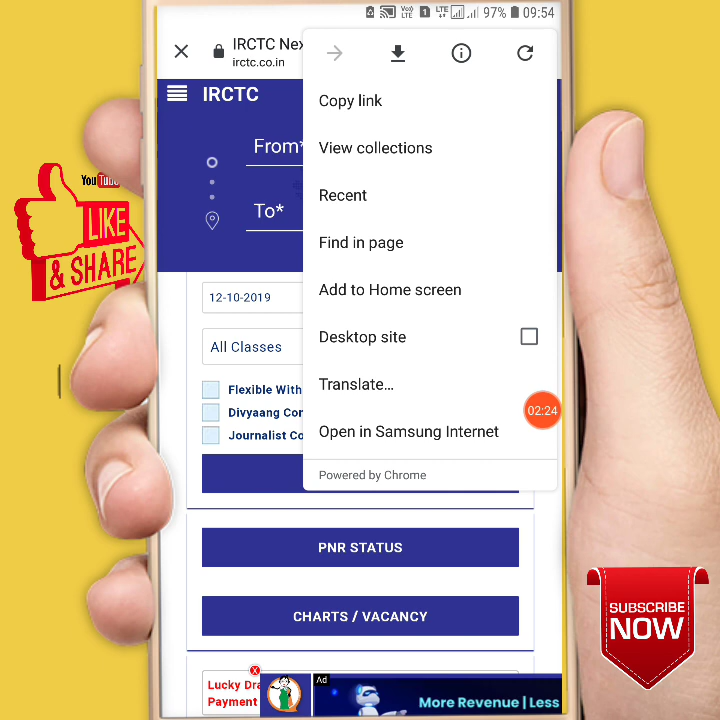 97% 09:54
IRCTC Nex
irctc.co.in
IRCTC
From*
To*
12-10-2019
All Classes
Flexible With
Divyaang Con
Journalist Co
Copy link
View collections
Recent
Find in page
Add to Home screen
Desktop site
Translate…
Open in Samsung Internet
Powered by Chrome
02:24
PNR STATUS
CHARTS / VACANCY
Lucky Dra
Payment
X
Ad
More Revenue | Less
YouTube
LIKE
& SHARE
SUBSCRIBE
NOW